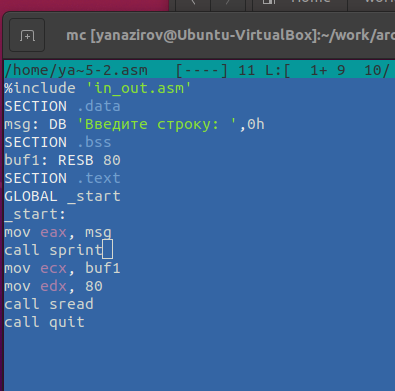 Home
mc [yanazirov@Ubuntu-VirtualBox]:~/work/arc
/home/ya~5-2.asm [----] 11 L:[ 1+ 9 10/
%include 'in_out.asm'
SECTION .data
msg: DB 'Введите строку: ',0h
SECTION .bss
buf1: RESB 80
SECTION .text
GLOBAL _start
_start:
mov eax, msg
call sprint
mov ecx, buf1
mov edx, 80
call sread
call quit